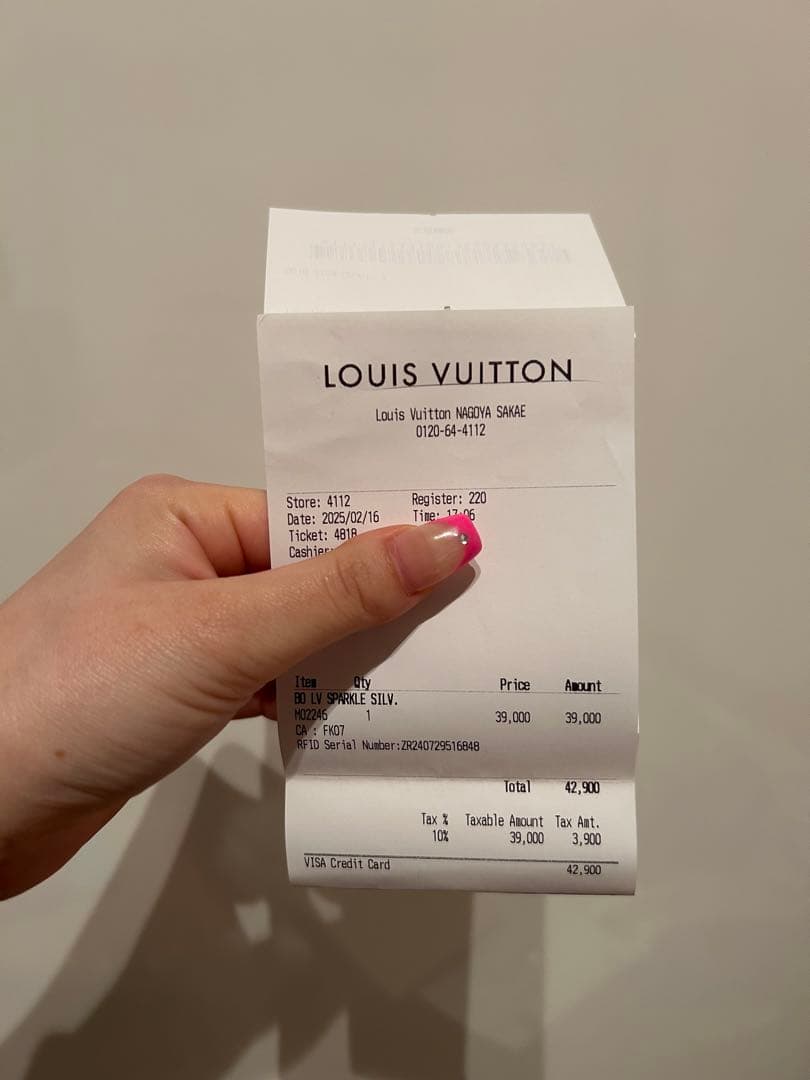 LOUIS VUITTON
Louis Vuitton NAGOYA SAKAE
0120-64-4112
Store: 4112 Register: 220
Date: 2025/02/16 Time: 17:06
Ticket: 4818
Cashier
Item Qty Price Amount
BO LV SPARKLE SILV.
M02246 1 39,000 39,000
CA : FK07
RFID Serial Number:ZR240729516848
Total 42,900
Tax % Taxable Amount Tax Amt.
10% 39,000 3,900
VISA Credit Card 42,900